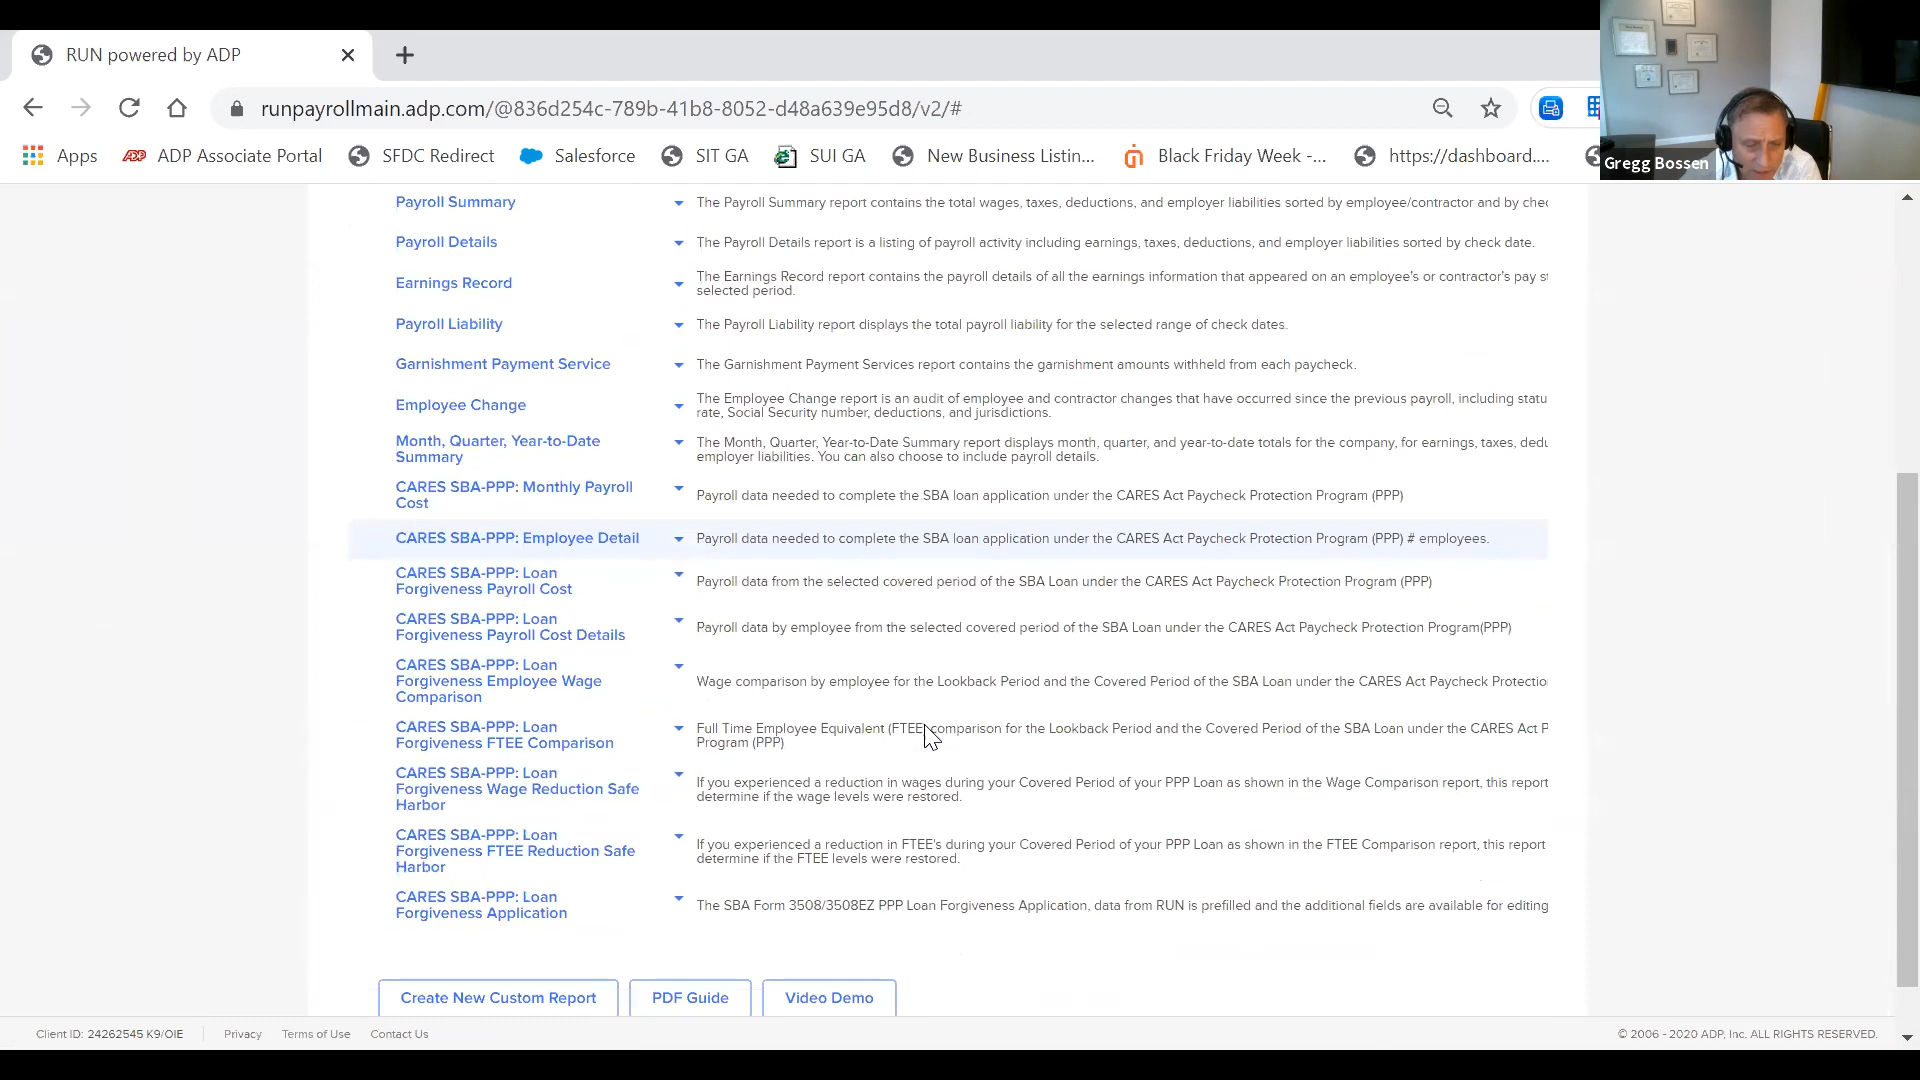 RUN powered by ADP
runpayrollmain.adp.com/@836d254c-789b-41b8-8052-d48a639e95d8/v2/#
Apps ADP Associate Portal SFDC Redirect Salesforce SIT GA SUI GA New Business Listin... Black Friday Week -... https://dashboard....
Gregg Bossen
Payroll Summary The Payroll Summary report contains the total wages, taxes, deductions, and employer liabilities sorted by employee/contractor and by chec
Payroll Details The Payroll Details report is a listing of payroll activity including earnings, taxes, deductions, and employer liabilities sorted by check date.
Earnings Record The Earnings Record report contains the payroll details of all the earnings information that appeared on an employee's or contractor's pay st
selected period.
Payroll Liability The Payroll Liability report displays the total payroll liability for the selected range of check dates.
Garnishment Payment Service The Garnishment Payment Services report contains the garnishment amounts withheld from each paycheck.
Employee Change The Employee Change report is an audit of employee and contractor changes that have occurred since the previous payroll, including statu
rate, Social Security number, deductions, and jurisdictions.
Month, Quarter, Year-to-Date The Month, Quarter, Year-to-Date Summary report displays month, quarter, and year-to-date totals for the company, for earnings, taxes, dedu
Summary employer liabilities. You can also choose to include payroll details.
CARES SBA-PPP: Monthly Payroll
Cost
Payroll data needed to complete the SBA loan application under the CARES Act Paycheck Protection Program (PPP)
CARES SBA-PPP: Employee Detail Payroll data needed to complete the SBA loan application under the CARES Act Paycheck Protection Program (PPP) # employees.
CARES SBA-PPP: Loan
Forgiveness Payroll Cost
Payroll data from the selected covered period of the SBA Loan under the CARES Act Paycheck Protection Program (PPP)
CARES SBA-PPP: Loan
Forgiveness Payroll Cost Details
Payroll data by employee from the selected covered period of the SBA Loan under the CARES Act Paycheck Protection Program(PPP)
CARES SBA-PPP: Loan
Forgiveness Employee Wage
Comparison
Wage comparison by employee for the Lookback Period and the Covered Period of the SBA Loan under the CARES Act Paycheck Protectio
CARES SBA-PPP: Loan
Forgiveness FTEE Comparison
Full Time Employee Equivalent (FTEE) comparison for the Lookback Period and the Covered Period of the SBA Loan under the CARES Act P
Program (PPP)
CARES SBA-PPP: Loan
Forgiveness Wage Reduction Safe
Harbor
If you experienced a reduction in wages during your Covered Period of your PPP Loan as shown in the Wage Comparison report, this report
determine if the wage levels were restored.
CARES SBA-PPP: Loan
Forgiveness FTEE Reduction Safe
Harbor
If you experienced a reduction in FTEE's during your Covered Period of your PPP Loan as shown in the FTEE Comparison report, this report
determine if the FTEE levels were restored.
CARES SBA-PPP: Loan
Forgiveness Application
The SBA Form 3508/3508EZ PPP Loan Forgiveness Application, data from RUN is prefilled and the additional fields are available for editing
Create New Custom Report PDF Guide Video Demo
Client ID: 24262545 K9/OIE Privacy Terms of Use Contact Us © 2006 - 2020 ADP, Inc. ALL RIGHTS RESERVED.